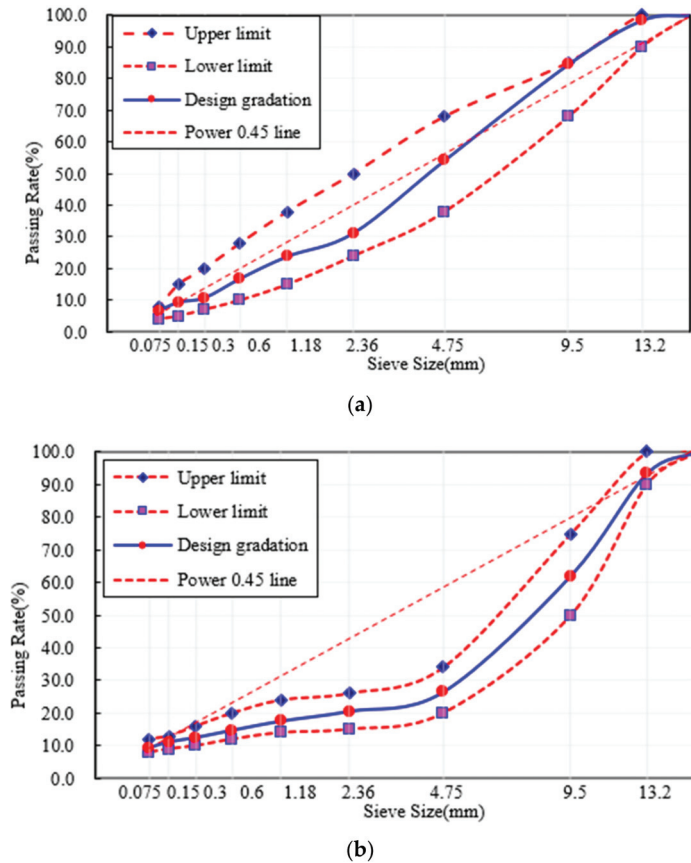 100.0
90.0
80.0
70.0
60.0
50.0
40.0
30.0
20.0
10.0
0.0
Passing Rate(%)
Upper limit
Lower limit
Design gradation
Power 0.45 line
0.075 0.15 0.3 0.6 1.18 2.36 4.75 9.5 13.2
Sieve Size(mm)
(a)
100.0
90.0
80.0
70.0
60.0
50.0
40.0
30.0
20.0
10.0
0.0
Passing Rate(%)
Upper limit
Lower limit
Design gradation
Power 0.45 line
0.075 0.15 0.3 0.6 1.18 2.36 4.75 9.5 13.2
Sieve Size(mm)
(b)